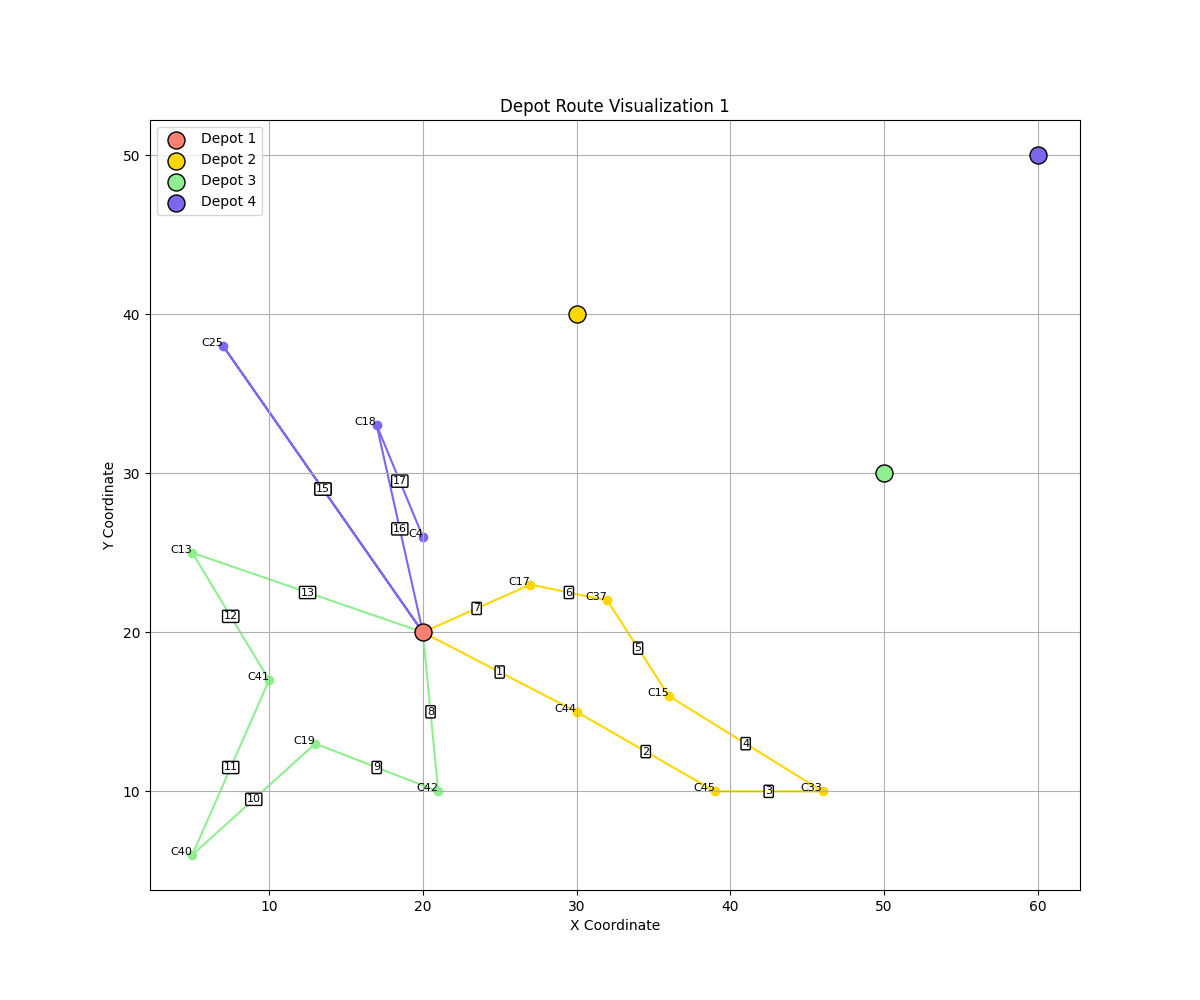 Depot Route Visualization 1
Depot 1
Depot 2
Depot 3
Depot 4
50
40
30
20
10
Y Coordinate
C25
C18
17
15
16
C4
C13
13
12
C17
6
C37
7
5
1
C41
C15
C44
8
C19
4
2
11
9
10
C42
C45
3
C33
C40
10
20
30
40
50
60
X Coordinate